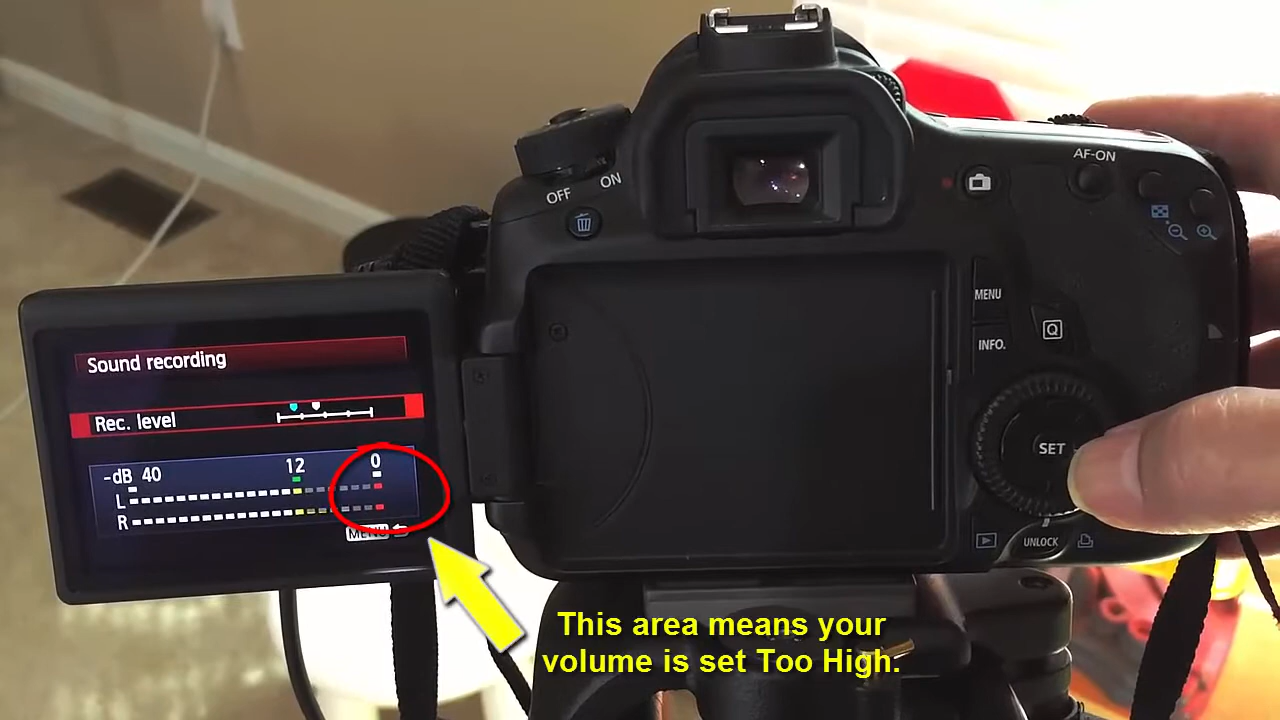 AF-ON
OFF ON
MENU
Q
INFO.
Sound recording
Rec. level
-dB 40 12 0
L
R
MENU
SET
UNLOCK
This area means your
volume is set Too High.